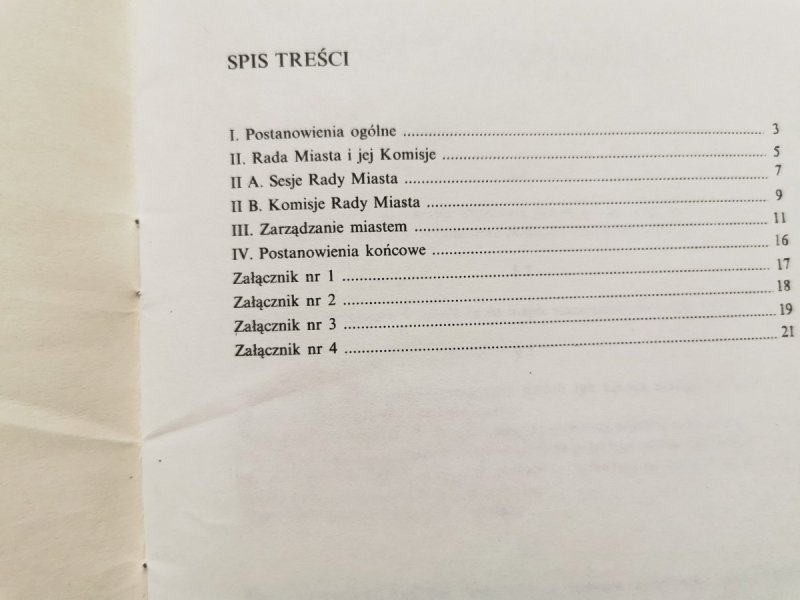 SPIS TREŚCI
I. Postanowienia ogólne ........................ 3
II. Rada Miasta i jej Komisje ........................ 5
II A. Sesje Rady Miasta ........................ 7
II B. Komisje Rady Miasta ........................ 9
III. Zarządzanie miastem ........................ 11
IV. Postanowienia końcowe ........................ 16
Załącznik nr 1 ........................ 17
Załącznik nr 2 ........................ 18
Załącznik nr 3 ........................ 19
Załącznik nr 4 ........................ 21